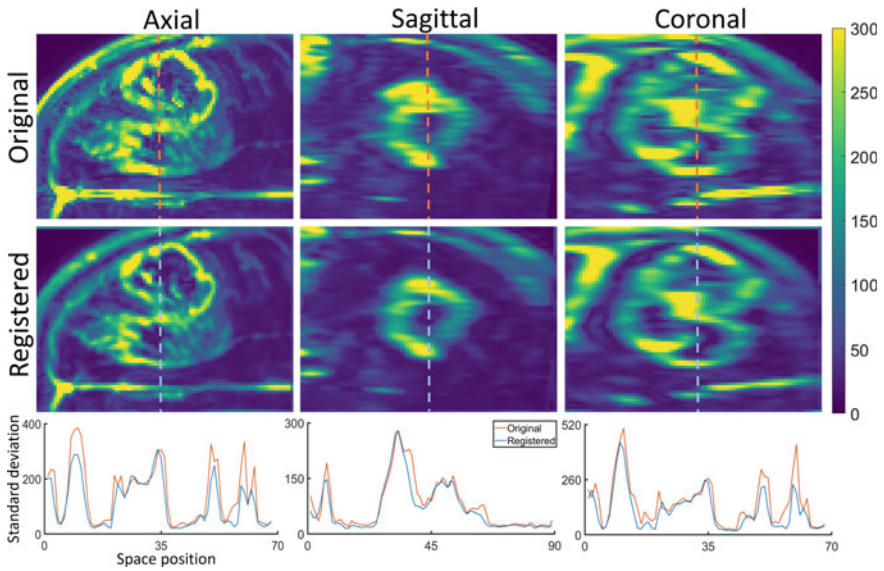 Axial Sagittal Coronal
Original
Registered
300
250
200
150
100
50
0
Standard deviation
400
200
0
0 35 70
Space position
300
150
0
45 90
Original
Registered
520
260
0
0 35 70